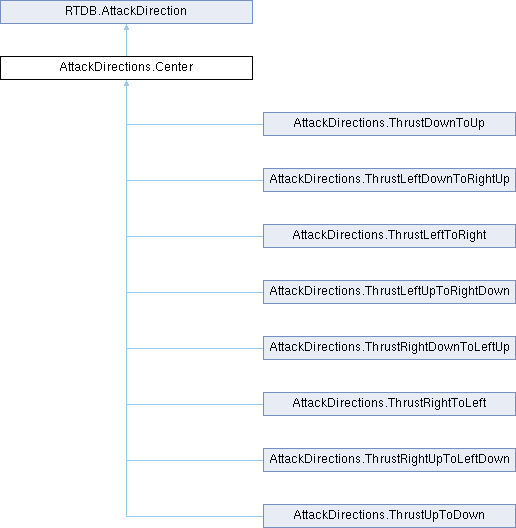 RTDB.AttackDirection
AttackDirections.Center
AttackDirections.ThrustDownToUp
AttackDirections.ThrustLeftDownToRightUp
AttackDirections.ThrustLeftToRight
AttackDirections.ThrustLeftUpToRightDown
AttackDirections.ThrustRightDownToLeftUp
AttackDirections.ThrustRightToLeft
AttackDirections.ThrustRightUpToLeftDown
AttackDirections.ThrustUpToDown